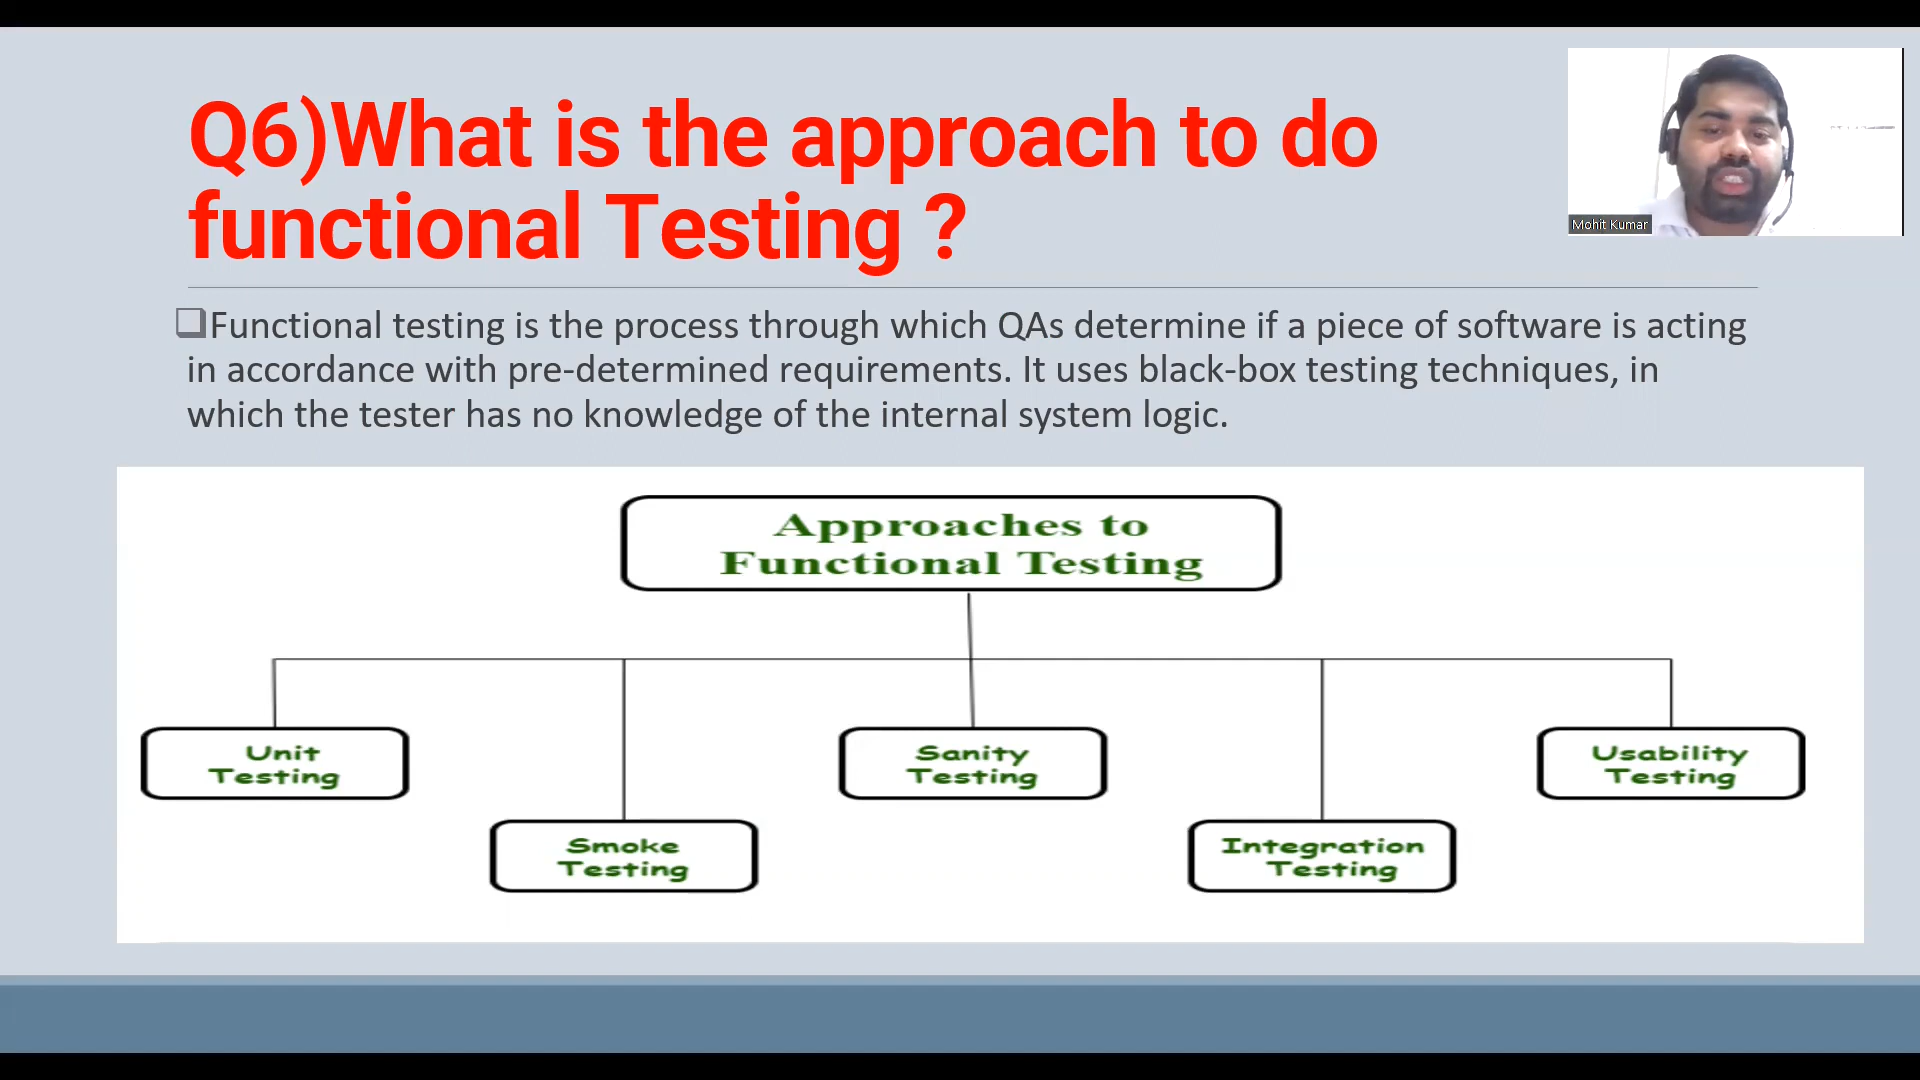 Q6)What is the approach to do
functional Testing ?
Mohit Kumar
Functional testing is the process through which QAs determine if a piece of software is acting
in accordance with pre-determined requirements. It uses black-box testing techniques, in
which the tester has no knowledge of the internal system logic.
Approaches to
Functional Testing
Unit
Testing
Smoke
Testing
Sanity
Testing
Integration
Testing
Usability
Testing